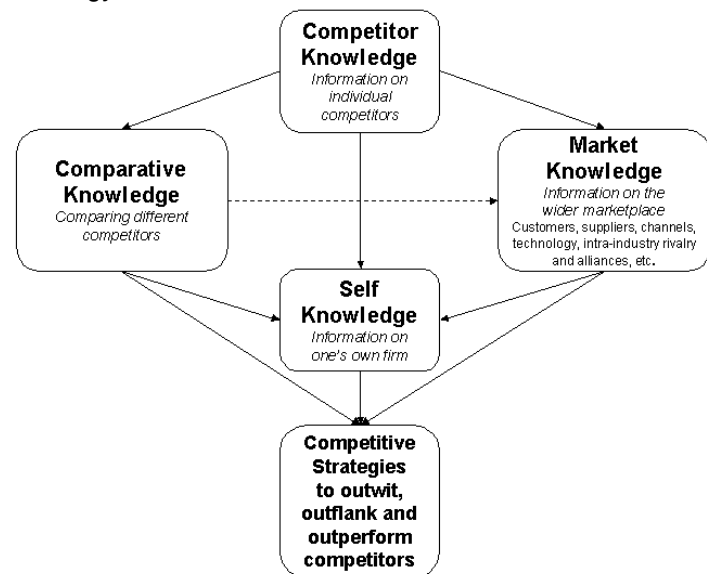 Competitor
Knowledge
Information on
individual
competitors
Comparative
Knowledge
Comparing different
competitors
Market
Knowledge
Information on the
wider marketplace
Customers, suppliers, channels,
technology, intra-industry rivalry
and alliances, etc.
Self
Knowledge
Information on
one's own firm
Competitive
Strategies
to outwit,
outflank and
outperform
competitors